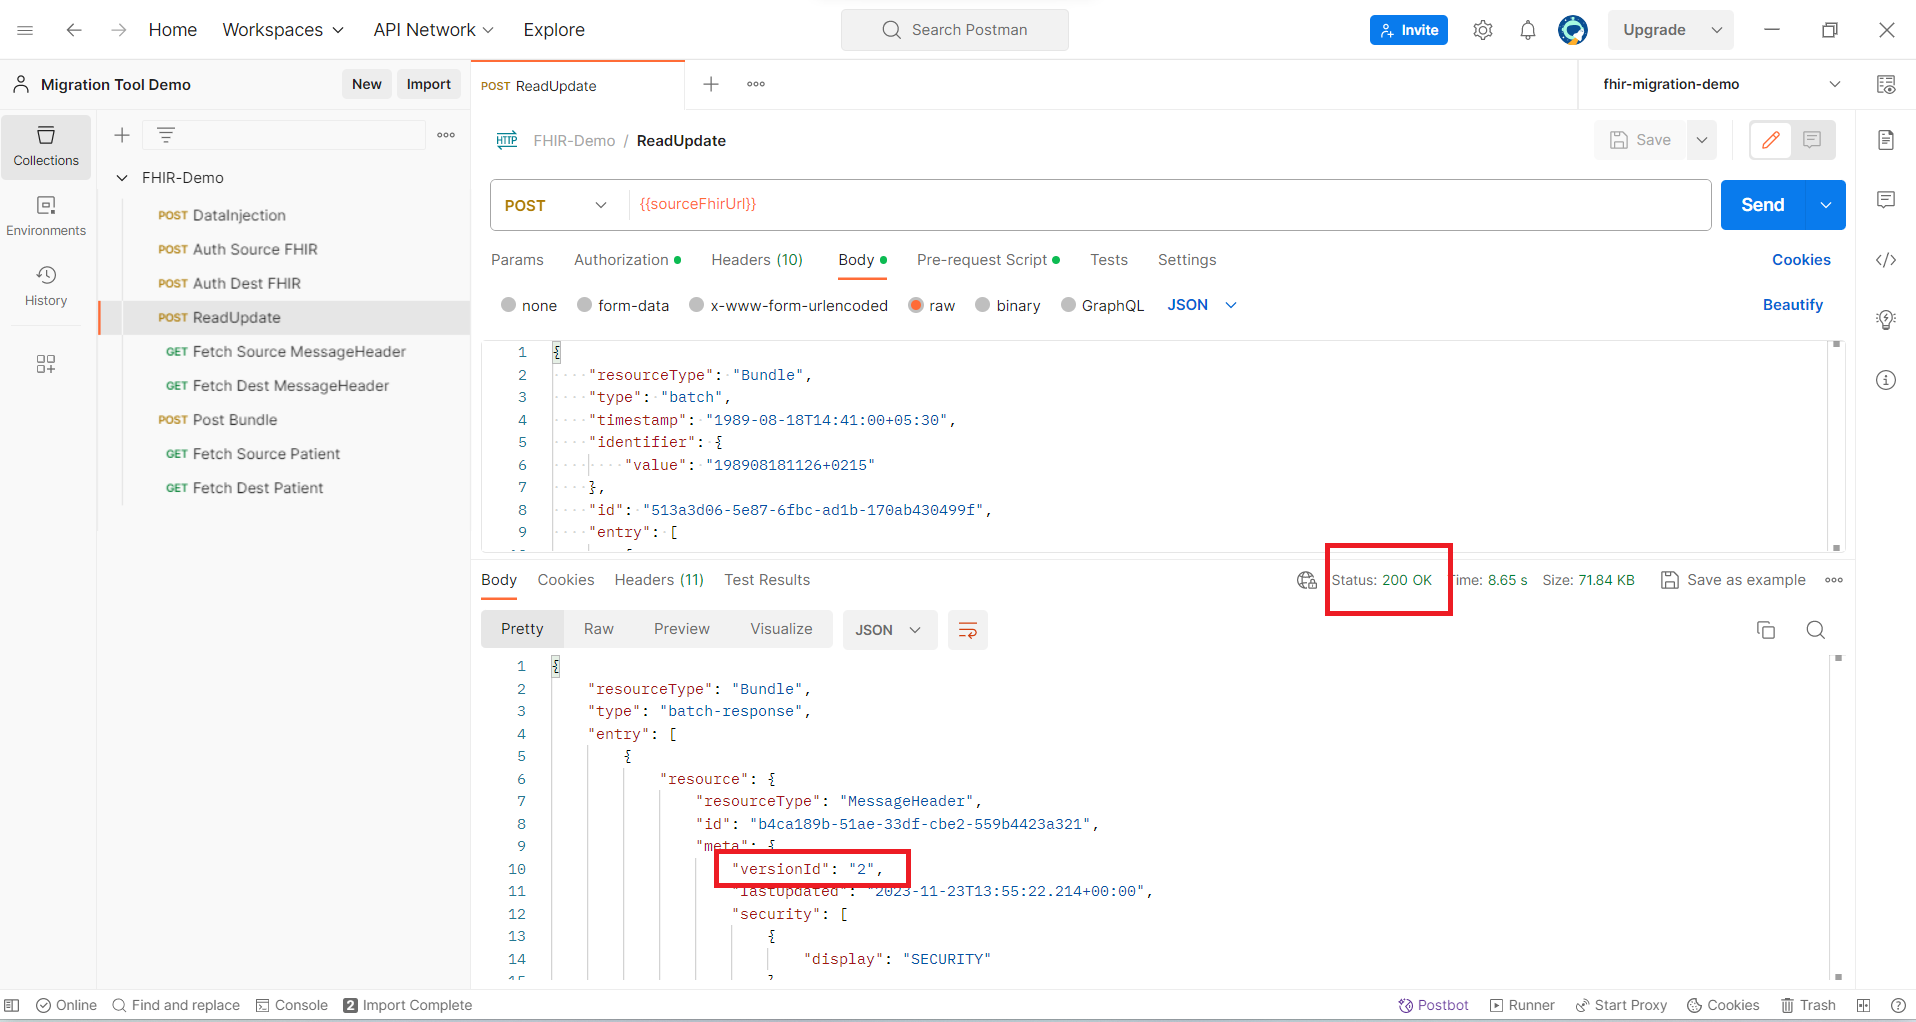 Home Workspaces API Network Explore Search Postman Invite Upgrade
Migration Tool Demo New Import POST ReadUpdate fhir-migration-demo
Collections
Environments
History
FHIR-Demo
POST DataInjection
POST Auth Source FHIR
POST Auth Dest FHIR
POST ReadUpdate
GET Fetch Source MessageHeader
GET Fetch Dest MessageHeader
POST Post Bundle
GET Fetch Source Patient
GET Fetch Dest Patient
HTTP FHIR-Demo / ReadUpdate Save
POST {{sourceFhirUrl}} Send
Params Authorization Headers (10) Body Pre-request Script Tests Settings Cookies
none form-data x-www-form-urlencoded raw binary GraphQL JSON Beautify
1 {
2 "resourceType": "Bundle",
3 "type": "batch",
4 "timestamp": "1989-08-18T14:41:00+05:30",
5 "identifier": {
6 "value": "198908181126+0215"
7 },
8 "id": "513a3d06-5e87-6fbc-ad1b-170ab430499f",
9 "entry": [
Body Cookies Headers (11) Test Results Status: 200 OK Time: 8.65 s Size: 71.84 KB Save as example
Pretty Raw Preview Visualize JSON
1 {
2 "resourceType": "Bundle",
3 "type": "batch-response",
4 "entry": [
5 {
6 "resource": {
7 "resourceType": "MessageHeader",
8 "id": "b4ca189b-51ae-33df-cbe2-559b4423a321",
9 "meta": {
10 "versionId": "2",
11 "lastUpdated": "2023-11-23T13:55:22.214+00:00",
12 "security": [
13 {
14 "display": "SECURITY"
15 }
Online Find and replace Console 2 Import Complete Postbot Runner Start Proxy Cookies Trash